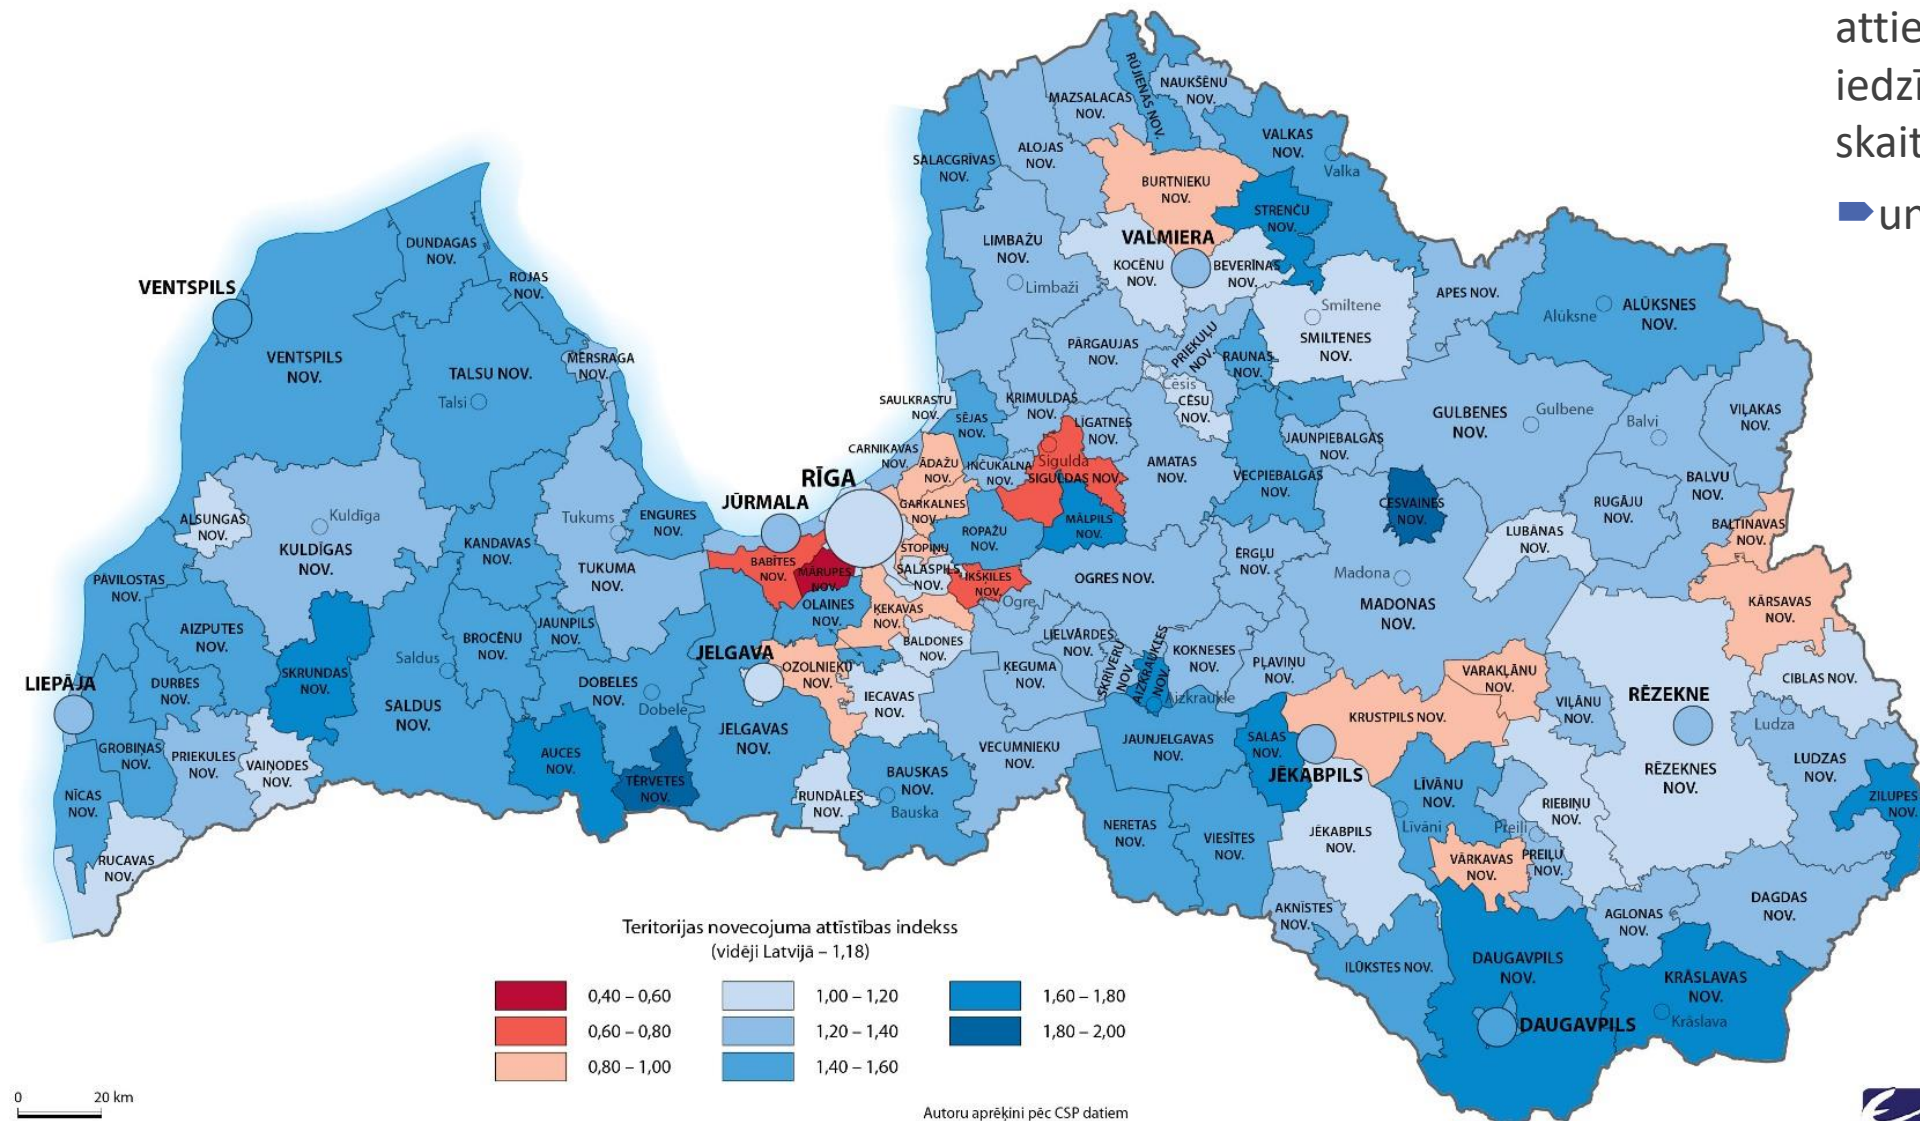 attie
iedzī
skait
un
RŪJIENAS NOV.
NAUKŠĒNU
NOV.
MAZSALACAS
NOV.
VALKAS
NOV.
Valka
ALOJAS
NOV.
SALACGRĪVAS
NOV.
BURTNIEKU
NOV.
STRENČU
NOV.
VALMIERA
LIMBAŽU
NOV.
Limbaži
KOCĒNU
NOV.
BEVERĪNAS
NOV.
DUNDAGAS
NOV.
ROJAS
NOV.
VENTSPILS
VENTSPILS
NOV.
TALSU NOV.
Talsi
MĒRSRAGA
NOV.
Smiltene
SMILTENES
NOV.
APES NOV.
Alūksne
ALŪKSNES
NOV.
PĀRGAUJAS
NOV.
PRIEKUĻU
NOV.
RAUNAS
NOV.
Cēsis
CĒSU
NOV.
SAULKRASTU
NOV.
SĒJAS
NOV.
KRIMULDAS
NOV.
LĪGATNES
NOV.
GULBENES
NOV.
Gulbene
Balvi
VIĻAKAS
NOV.
JAUNPIEBALGAS
NOV.
CARNIKAVAS
NOV.
ĀDAŽU
NOV.
INČUKALNA
NOV.
Sigulda
SIGULDAS NOV.
AMATAS
NOV.
VECPIEBALGAS
NOV.
CESVAINES
NOV.
BALVU
NOV.
RUGĀJU
NOV.
BALTINAVAS
NOV.
LUBĀNAS
NOV.
RĪGA
JŪRMALA
GARKALNES
NOV.
ROPAŽU
NOV.
MĀLPILS
NOV.
STOPIŅU
SALASPILS
NOV.
IKŠĶILES
NOV.
BABĪTES
NOV.
MĀRUPES
NOV.
OLAINES
NOV.
ĶEKAVAS
NOV.
Ogre
OGRES NOV.
ĒRGĻU
NOV.
Madona
MADONAS
NOV.
KĀRSAVAS
NOV.
ALSUNGAS
NOV.
Kuldīga
KULDĪGAS
NOV.
Tukums
ENGURES
NOV.
KANDAVAS
NOV.
TUKUMA
NOV.
PĀVILOSTAS
NOV.
AIZPUTES
NOV.
BROCĒNU
NOV.
JAUNPILS
NOV.
Saldus
SKRUNDAS
NOV.
SALDUS
NOV.
DOBELES
NOV.
Dobele
JELGAVA
OZOLNIEKU
NOV.
BALDONES
NOV.
IECAVAS
NOV.
ĶEGUMA
NOV.
LIELVĀRDES
NOV.
SKRĪVERU
NOV.
AIZKRAUKLES
NOV.
Aizkraukle
KOKNESES
NOV.
PĻAVIŅU
NOV.
VARAKĻĀNU
NOV.
KRUSTPILS NOV.
VIĻĀNU
NOV.
RĒZEKNE
CIBLAS NOV.
Ludza
LUDZAS
NOV.
ZILUPES
NOV.
RĒZEKNES
NOV.
LIEPĀJA
DURBES
NOV.
GROBIŅAS
NOV.
PRIEKULES
NOV.
VAIŅODES
NOV.
NĪCAS
NOV.
RUCAVAS
NOV.
AUCES
NOV.
TĒRVETES
NOV.
JELGAVAS
NOV.
RUNDĀLES
NOV.
BAUSKAS
NOV.
Bauska
VECUMNIEKU
NOV.
JAUNJELGAVAS
NOV.
SALAS
NOV.
JĒKABPILS
LĪVĀNU
NOV.
Līvāni
RIEBIŅU
NOV.
Preiļi
PREIĻU
NOV.
VĀRKAVAS
NOV.
NERETAS
NOV.
VIESĪTES
NOV.
JĒKABPILS
NOV.
AKNĪSTES
NOV.
AGLONAS
NOV.
DAGDAS
NOV.
ILŪKSTES NOV.
DAUGAVPILS
NOV.
KRĀSLAVAS
NOV.
Krāslava
DAUGAVPILS
Teritorijas novecojuma attīstības indekss
(vidēji Latvijā – 1,18)
0,40 – 0,60
0,60 – 0,80
0,80 – 1,00
1,00 – 1,20
1,20 – 1,40
1,40 – 1,60
1,60 – 1,80
1,80 – 2,00
0 20 km
Autoru aprēķini pēc CSP datiem